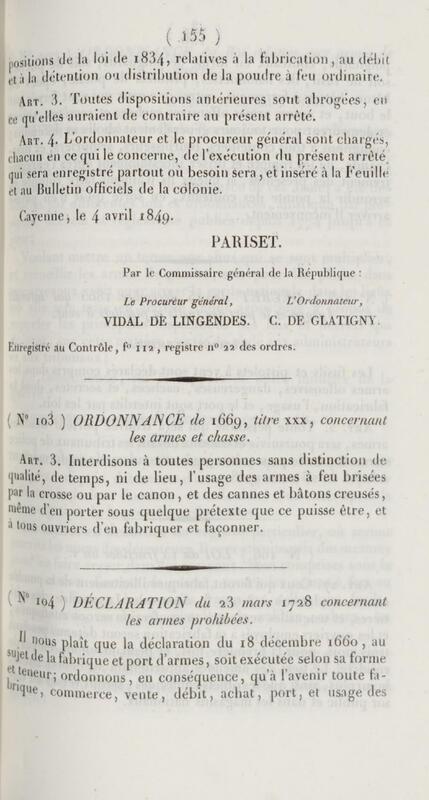 ( 155 )
positions de la loi de 1834, relatives à la fabrication, au débit
et à la détention ou distribution de la poudre à feu ordinaire.
ART. 3. Toutes dispositions antérieures sont abrogées, en
ce qu'elles auraient de contraire au présent arrêté.
ART. 4. L'ordonnateur et le procureur général sont chargés,
chacun en ce qui le concerne, de l'exécution du présent arrêté
qui sera enregistré partout où besoin sera, et inséré à la Feuille
et au Bulletin officiels de la colonie.
Cayenne, le 4 avril 1849.
PARISET.
Par le Commissaire général de la République :
Le Procureur général, L'Ordonnateur,
VIDAL DE LINGENDES. C. DE GLATIGNY.
Enregistré au Contrôle, fº 112, registre nº 22 des ordres.
( Nº 103 ) ORDONNANCE de 1669, titre xxx, concernant
les armes et chasse.
ART. 3. Interdisons à toutes personnes sans distinction de
qualité, de temps, ni de lieu, l'usage des armes à feu brisées
par la crosse ou par le canon, et des cannes et bâtons creusés,
même d'en porter sous quelque prétexte que ce puisse être, et
à tous ouvriers d'en fabriquer et façonner.
( Nº 104 ) DÉCLARATION du 23 mars 1728 concernant
les armes prohibées.
Il nous plaît que la déclaration du 18 décembre 1660, au
sujet de la fabrique et port d'armes, soit exécutée selon sa forme
et teneur; ordonnons, en conséquence, qu'à l'avenir toute fa-
brique, commerce, vente, débit, achat, port, et usage des